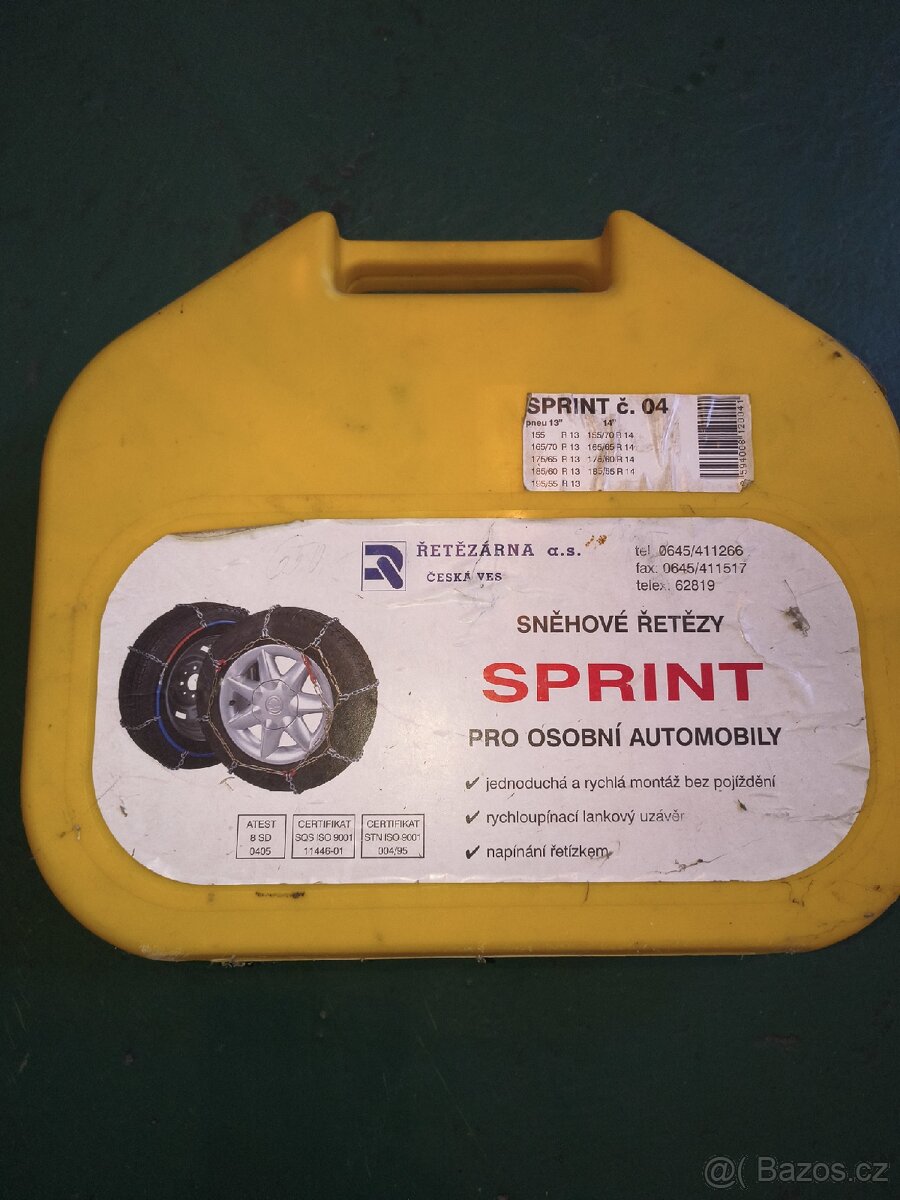 SPRINT č. 04
pneu 13" 14"
155 R 13 155/70 R 14
165/70 R 13 165/65 R 14
175/65 R 13 175/60 R 14
185/60 R 13 185/55 R 14
195/55 R 13
ŘETĚZÁRNA a.s.
ČESKÁ VES
tel. 0645/411266
fax. 0645/411517
telex: 62819
SNĚHOVÉ ŘETĚZY
SPRINT
PRO OSOBNÍ AUTOMOBILY
✔ jednoduchá a rychlá montáž bez pojíždění
✔ rychloupínací lankový uzávěr
✔ napínání řetízkem
ATEST
8 SD
0405
CERTIFIKAT
SQS ISO 9001
11446-01
CERTIFIKAT
STN ISO 9001
004/95
@( Bazos.cz